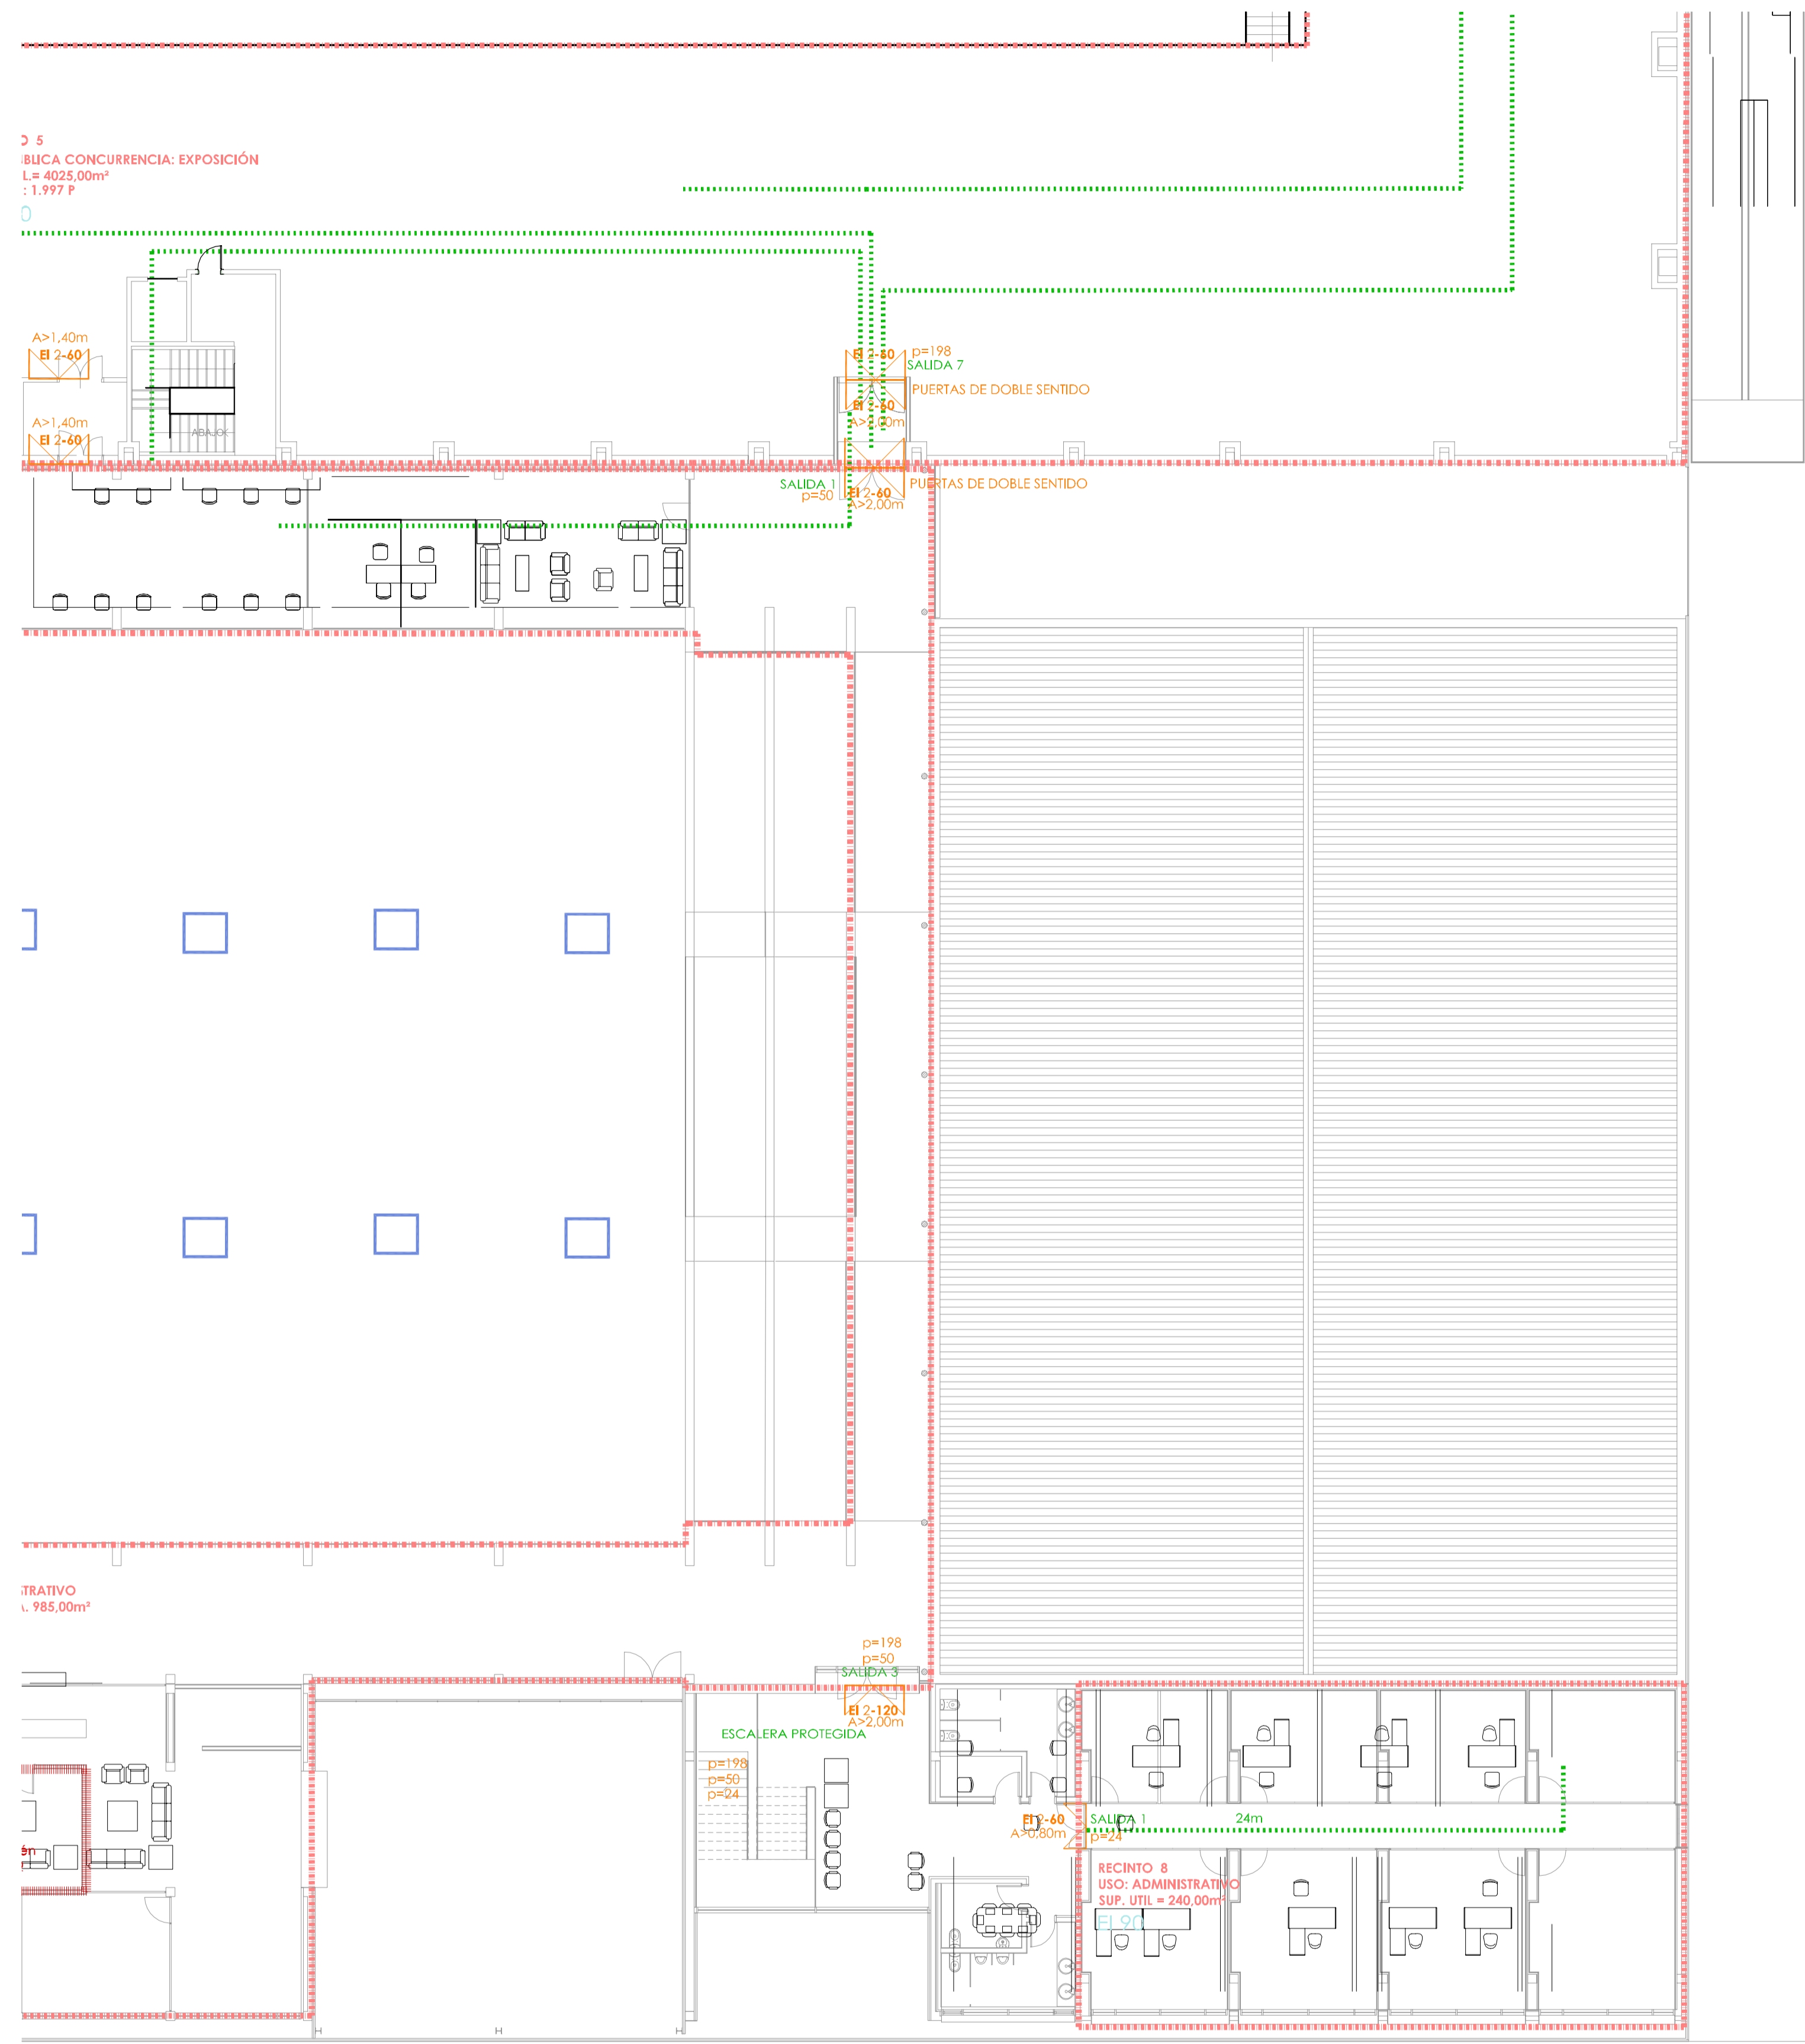 O 5
BLICA CONCURRENCIA: EXPOSICIÓN
L.= 4025,00m²
: 1.997 P
0
A>1,40m
EI 2-60
A>1,40m
EI 2-60
ABAJO
EI 2-60
p=198
SALIDA 7
PUERTAS DE DOBLE SENTIDO
EI 2-60
A>2,00m
SALIDA 1
p=50
PUERTAS DE DOBLE SENTIDO
EI 2-60
A>2,00m
STRATIVO
A. 985,00m²
p=198
p=50
SALIDA 3
EI 2-120
A>2,00m
ESCALERA PROTEGIDA
p=198
p=50
p=24
EI 2-60
A>0,80m
SALIDA 1
p=24
24m
RECINTO 8
USO: ADMINISTRATIVO
SUP. UTIL = 240,00m²
EI 90